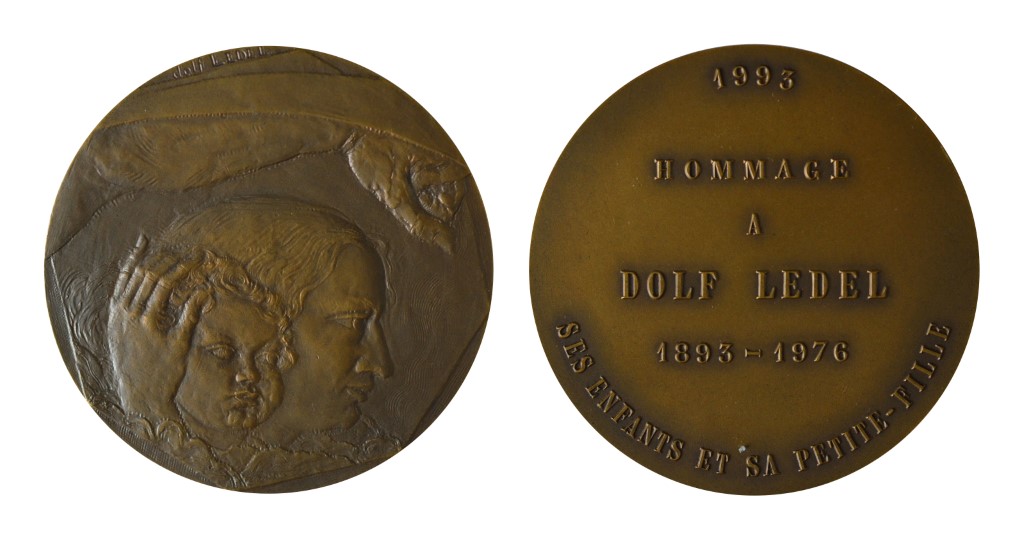 dolf LEDEL
1993
HOMMAGE
A
DOLF LEDEL
1893-1976
SES ENFANTS ET SA PETITE-FILLE